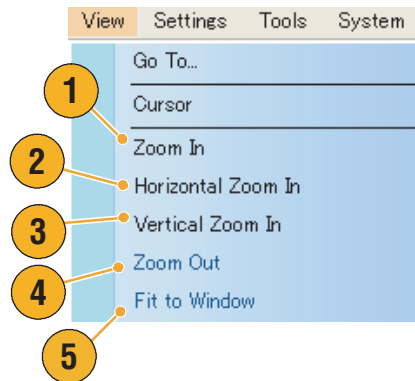 View Settings Tools System
Go To...
Cursor
1
Zoom In
2
Horizontal Zoom In
3
Vertical Zoom In
4
Zoom Out
5
Fit to Window